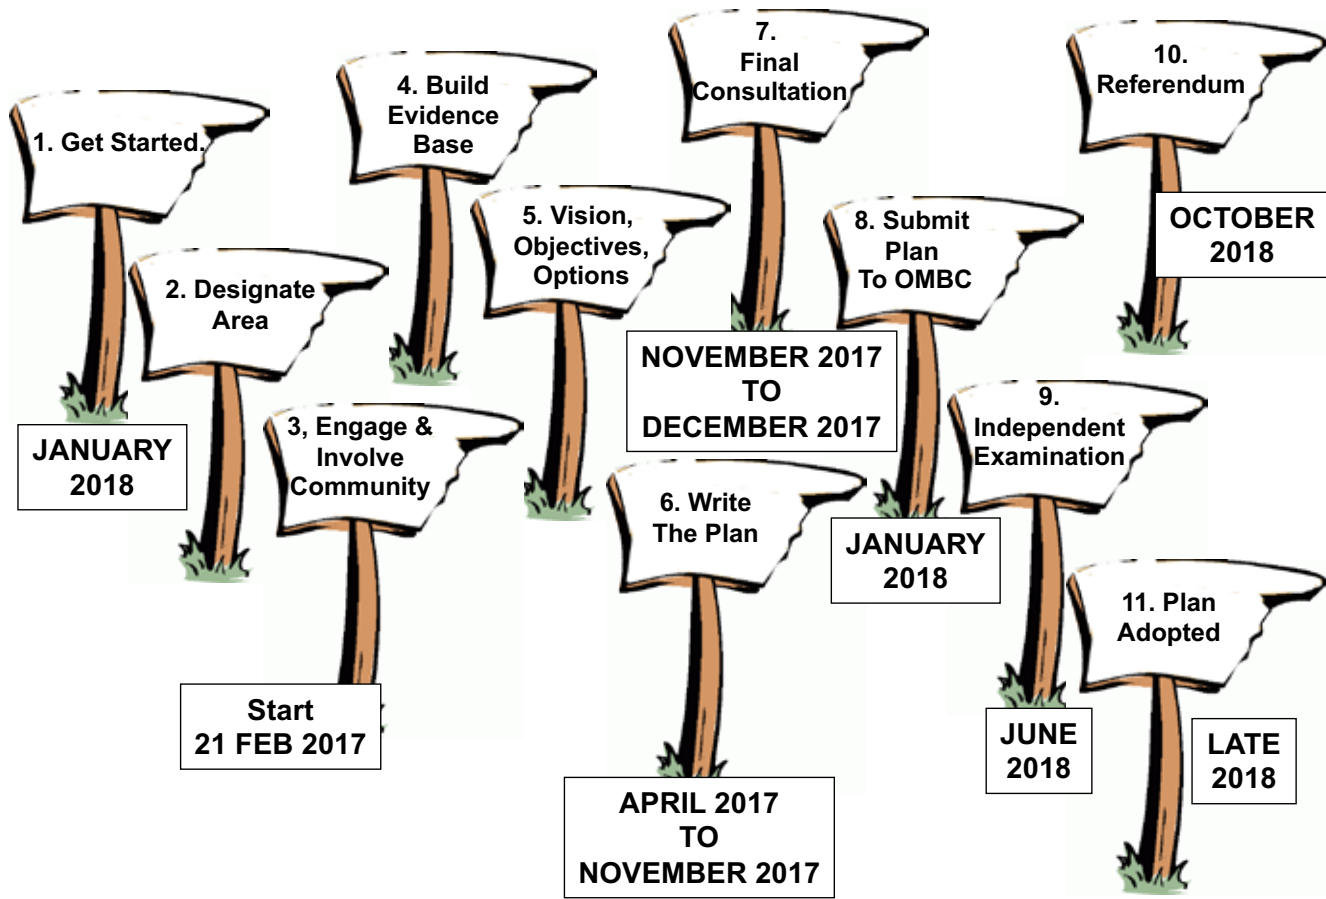 1. Get Started.
JANUARY
2018
2. Designate
Area
3, Engage &
Involve
Community
Start
21 FEB 2017
4. Build
Evidence
Base
5. Vision,
Objectives,
Options
6. Write
The Plan
APRIL 2017
TO
NOVEMBER 2017
7.
Final
Consultation
NOVEMBER 2017
TO
DECEMBER 2017
8. Submit
Plan
To OMBC
JANUARY
2018
9.
Independent
Examination
JUNE
2018
10.
Referendum
OCTOBER
2018
11. Plan
Adopted
LATE
2018